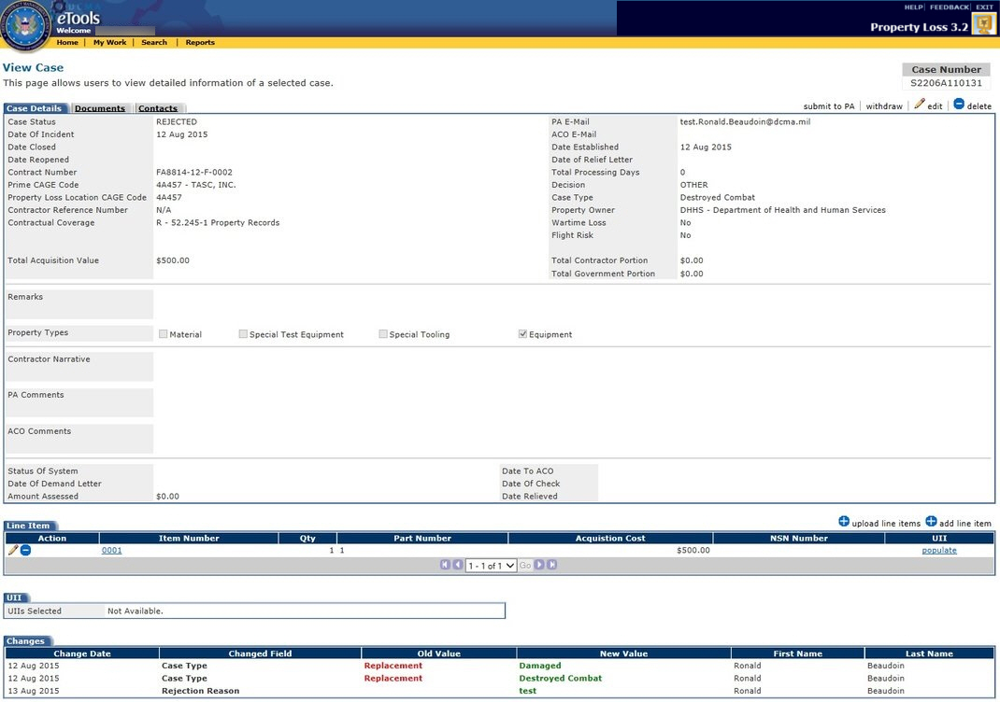 HELP | FEEDBACK | EXIT
eTools
Welcome
Property Loss 3.2
Home | My Work | Search | Reports
View Case
This page allows users to view detailed information of a selected case.
Case Number
S2206A110131
Case Details Documents Contacts
submit to PA | withdraw | edit | delete
Case Status REJECTED PA E-Mail test.Ronald.Beaudoin@dcma.mil
Date Of Incident 12 Aug 2015 ACO E-Mail
Date Closed Date Established 12 Aug 2015
Date Reopened Date of Relief Letter
Contract Number FA8814-12-F-0002 Total Processing Days 0
Prime CAGE Code 4A457 - TASC, INC. Decision OTHER
Property Loss Location CAGE Code 4A457 Case Type Destroyed Combat
Contractor Reference Number N/A Property Owner DHHS - Department of Health and Human Services
Contractual Coverage R - 52.245-1 Property Records Wartime Loss No
Flight Risk No
Total Acquisition Value $500.00 Total Contractor Portion $0.00
Total Government Portion $0.00
Remarks
Property Types Material Special Test Equipment Special Tooling Equipment
Contractor Narrative
PA Comments
ACO Comments
Status Of System Date To ACO
Date Of Demand Letter Date Of Check
Amount Assessed $0.00 Date Relieved
Line Item
upload line items add line item
Action Item Number Qty Part Number Acquistion Cost NSN Number UII
0001 1 1 $500.00 populate
1 - 1 of 1 Go
UII
UIIs Selected Not Available.
Changes
Change Date Changed Field Old Value New Value First Name Last Name
12 Aug 2015 Case Type Replacement Damaged Ronald Beaudoin
12 Aug 2015 Case Type Replacement Destroyed Combat Ronald Beaudoin
13 Aug 2015 Rejection Reason test Ronald Beaudoin